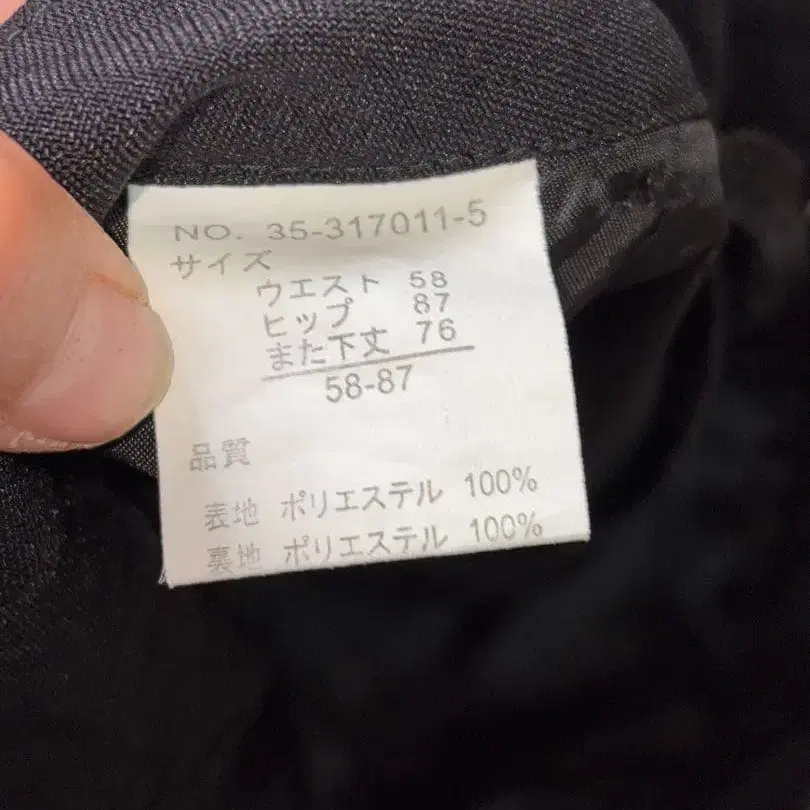 NO. 35-317011-5
サイズ
ウエスト 58
ヒップ 87
また下丈 76
58-87
品質
表地 ポリエステル 100%
裏地 ポリエステル 100%